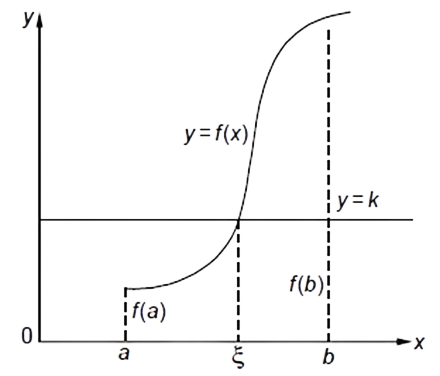 y
y = f(x)
y = k
f(b)
f(a)
0
a
ξ
b
x